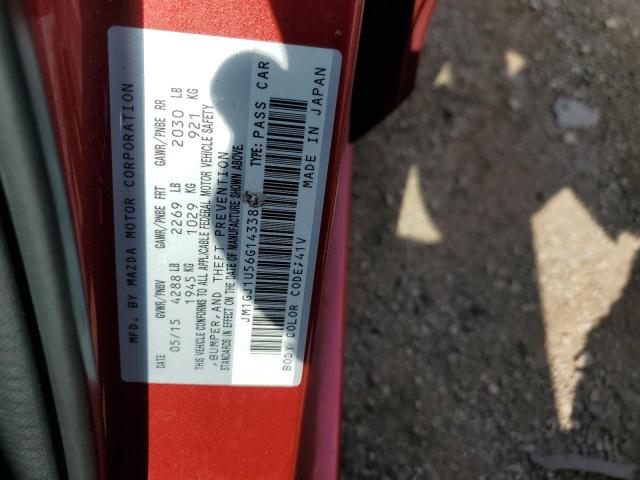 MFD. BY MAZDA MOTOR CORPORATION
DATE GVWR/PNBV GAWR/PNBE FRT GAWR/PNBE RR
05/15 4288 LB 2269 LB 2030 LB
1945 KG 1029 KG 921 KG
THIS VEHICLE CONFORMS TO ALL APPLICABLE FEDERAL MOTOR VEHICLE SAFETY
, BUMPER, AND THEFT PREVENTION
STANDARDS IN EFFECT ON THE DATE OF MANUFACTURE SHOWN ABOVE.
JM1GJ1U56G14338 TYPE: PASS CAR
BODY COLOR CODE;41V MADE IN JAPAN